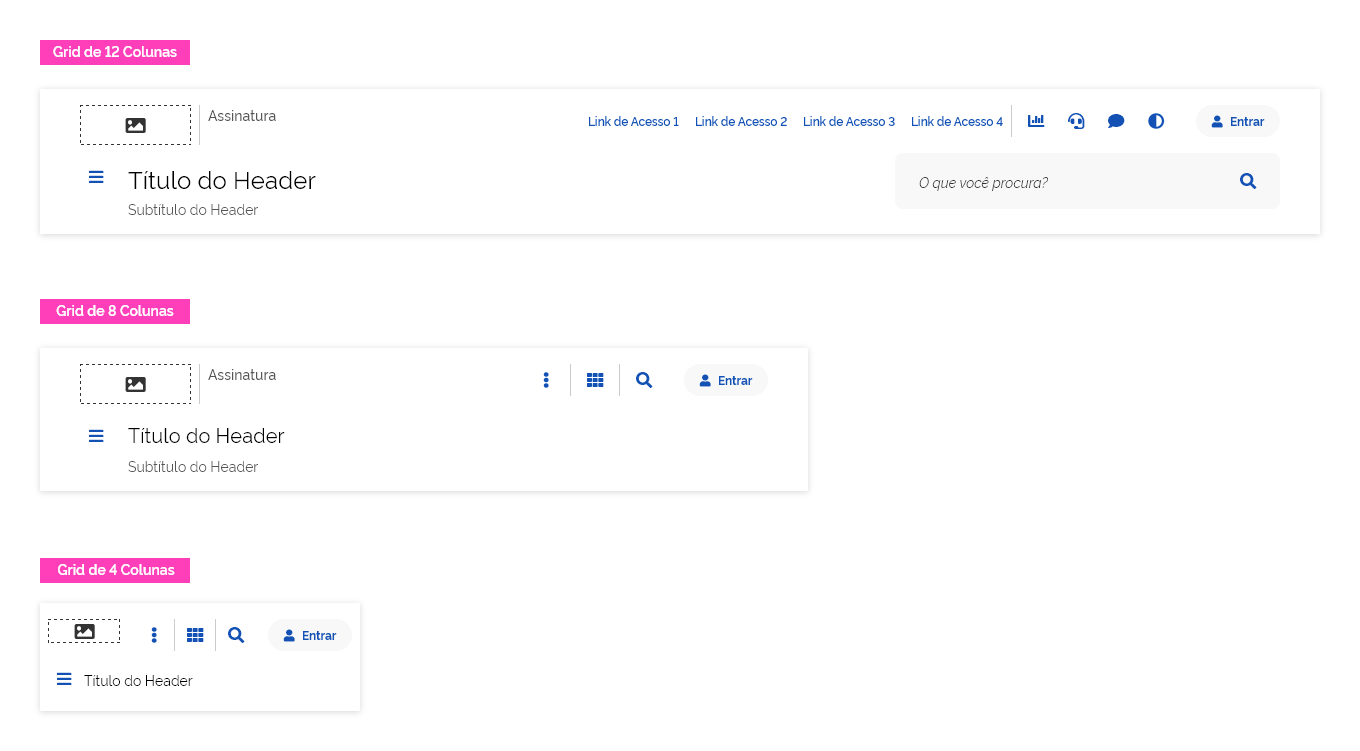 Grid de 12 Colunas
Assinatura
Link de Acesso 1 Link de Acesso 2 Link de Acesso 3 Link de Acesso 4
Entrar
Título do Header
O que você procura?
Subtítulo do Header
Grid de 8 Colunas
Assinatura
Entrar
Título do Header
Subtítulo do Header
Grid de 4 Colunas
Entrar
Título do Header